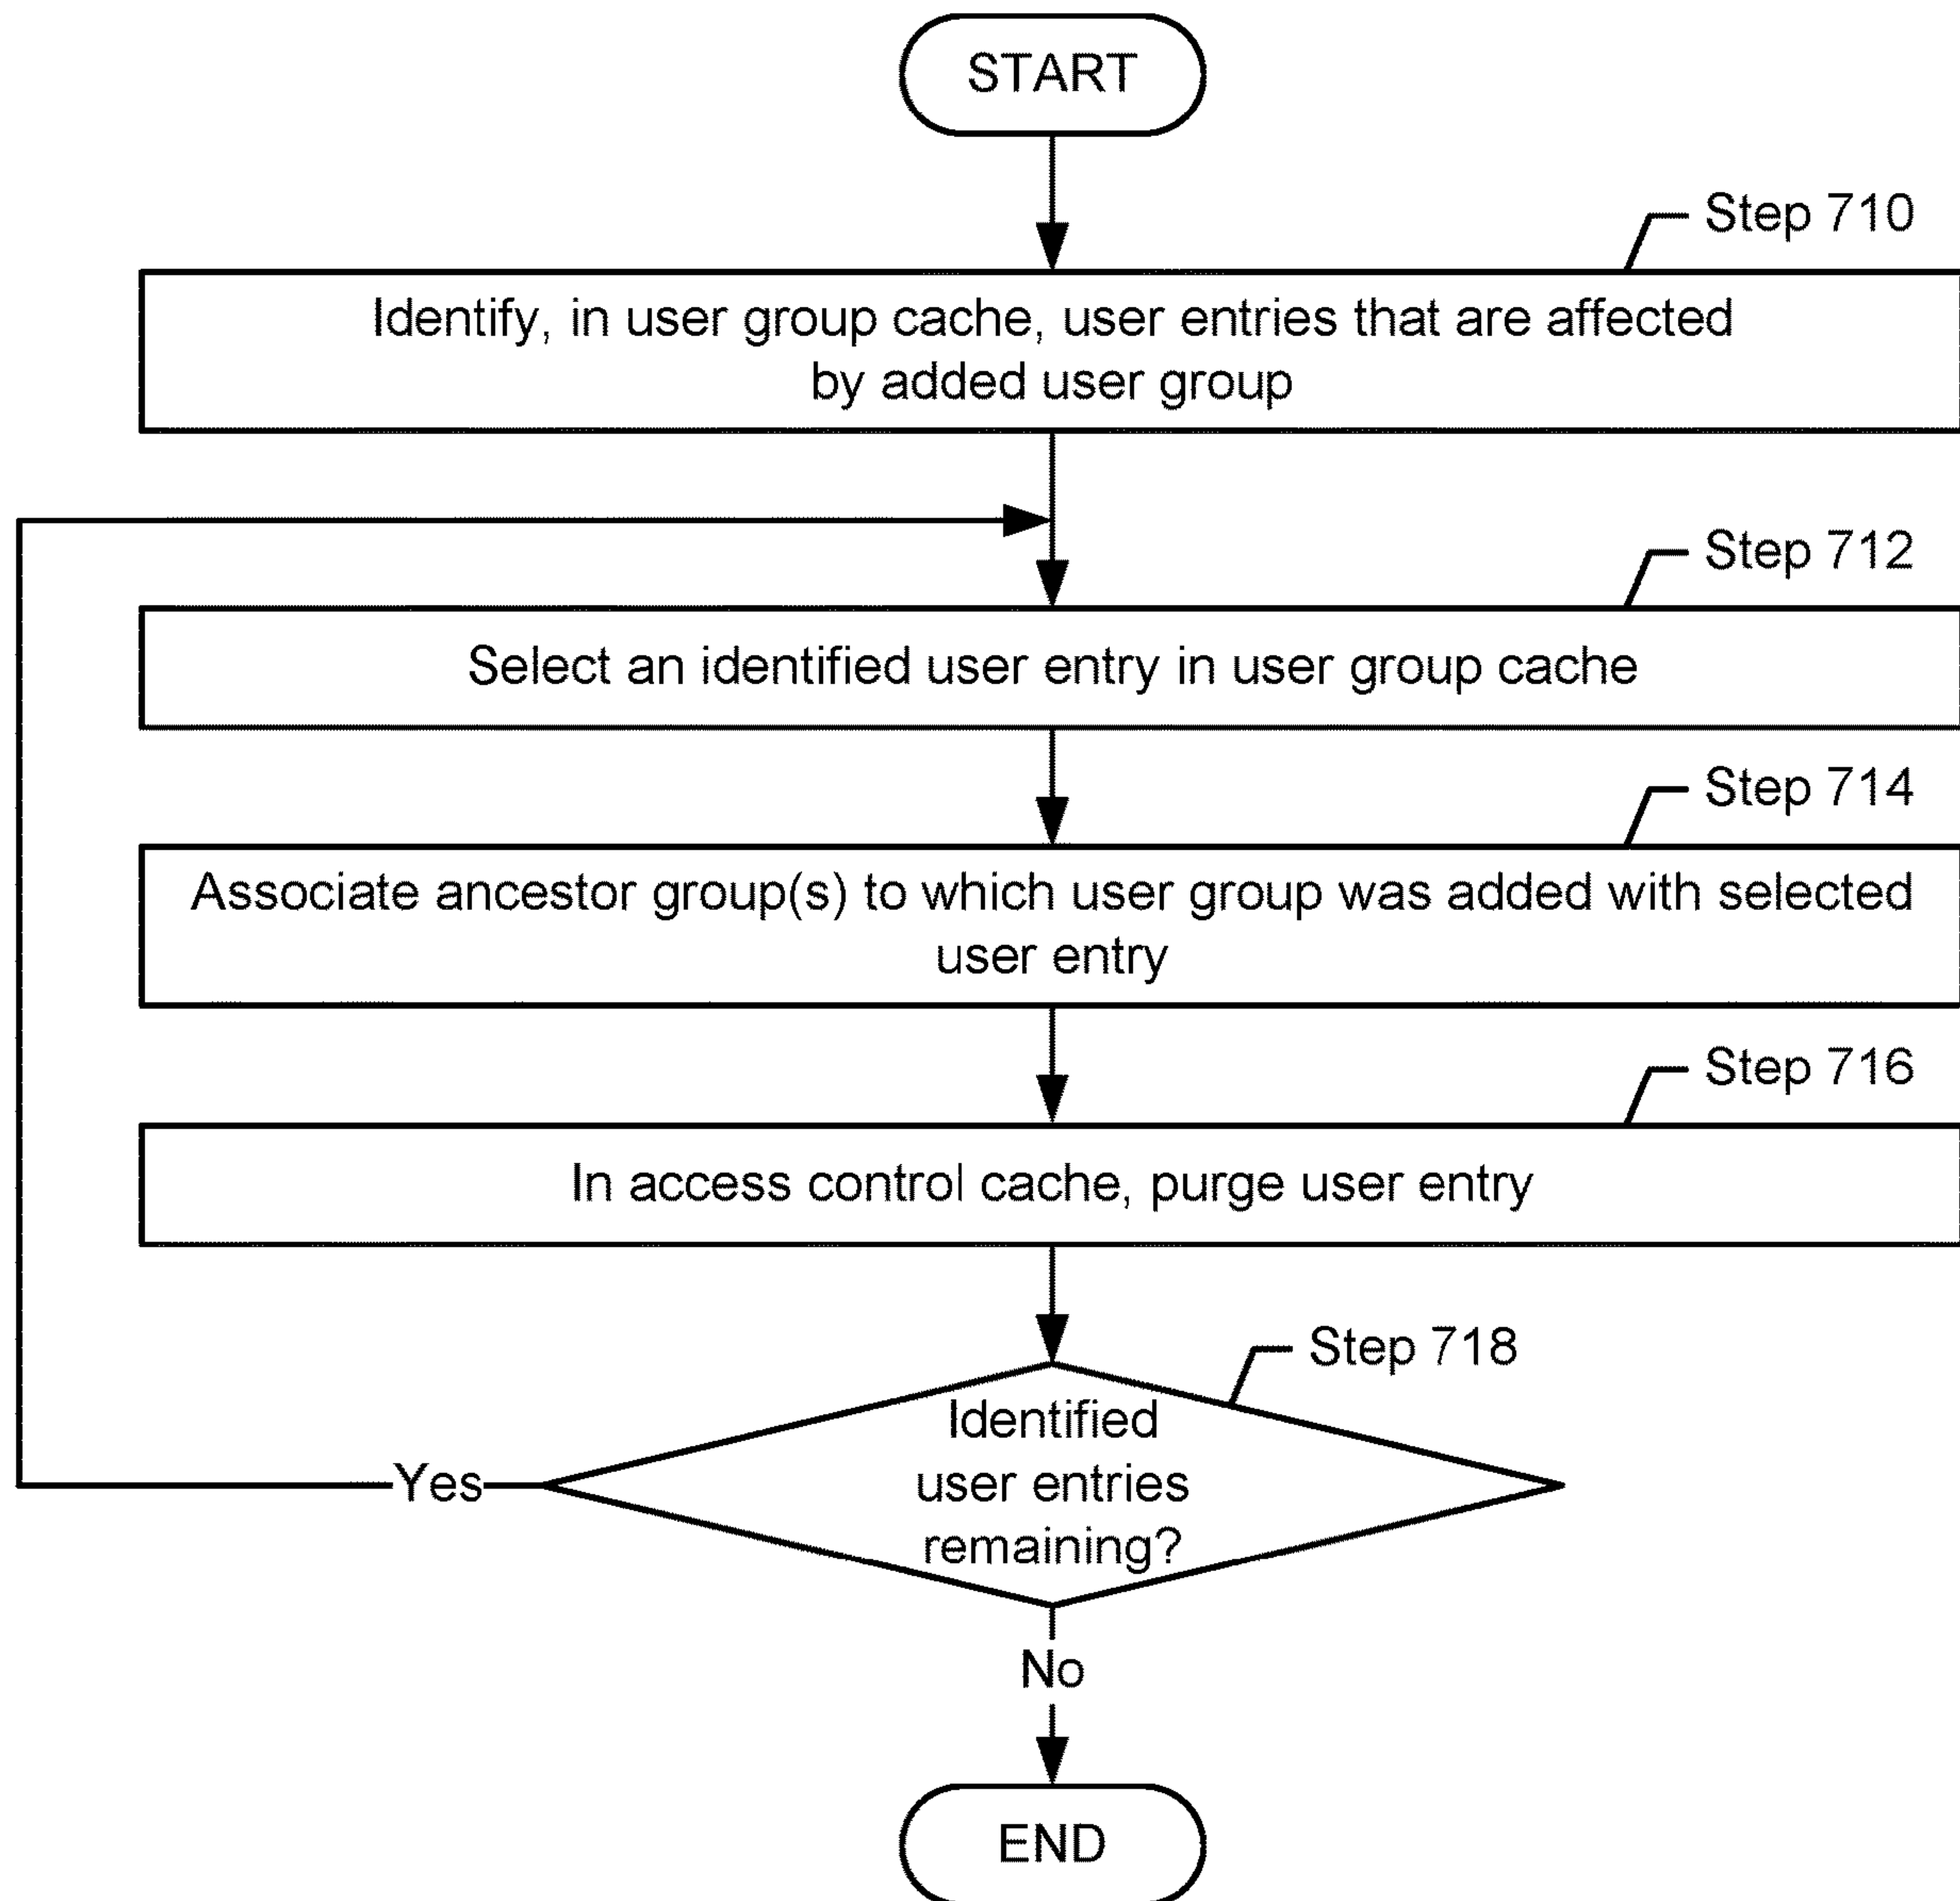 START
Step 710
Identify, in user group cache, user entries that are affected
by added user group
Step 712
Select an identified user entry in user group cache
Step 714
Associate ancestor group(s) to which user group was added with selected
user entry
Step 716
In access control cache, purge user entry
Step 718
Identified
user entries
remaining?
Yes
No
END